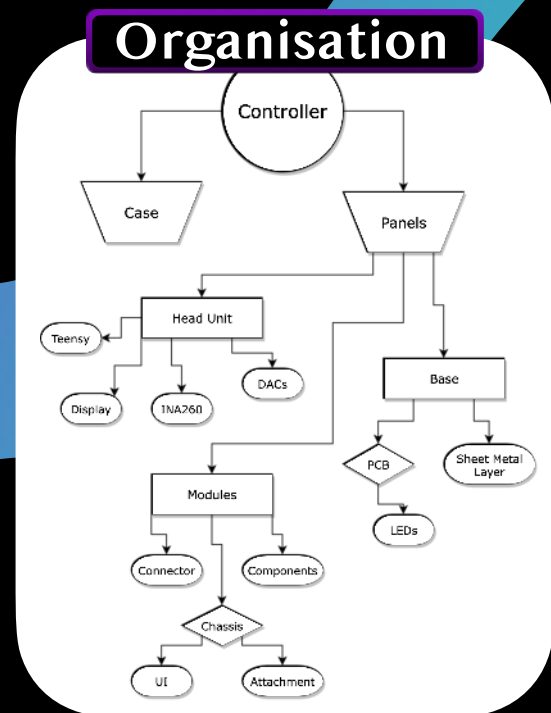 Organisation
Controller
Case
Panels
Head Unit
Teensy
Display
INA260
DACs
Base
PCB
Sheet Metal
Layer
LEDs
Modules
Connector
Components
Chassis
UI
Attachment